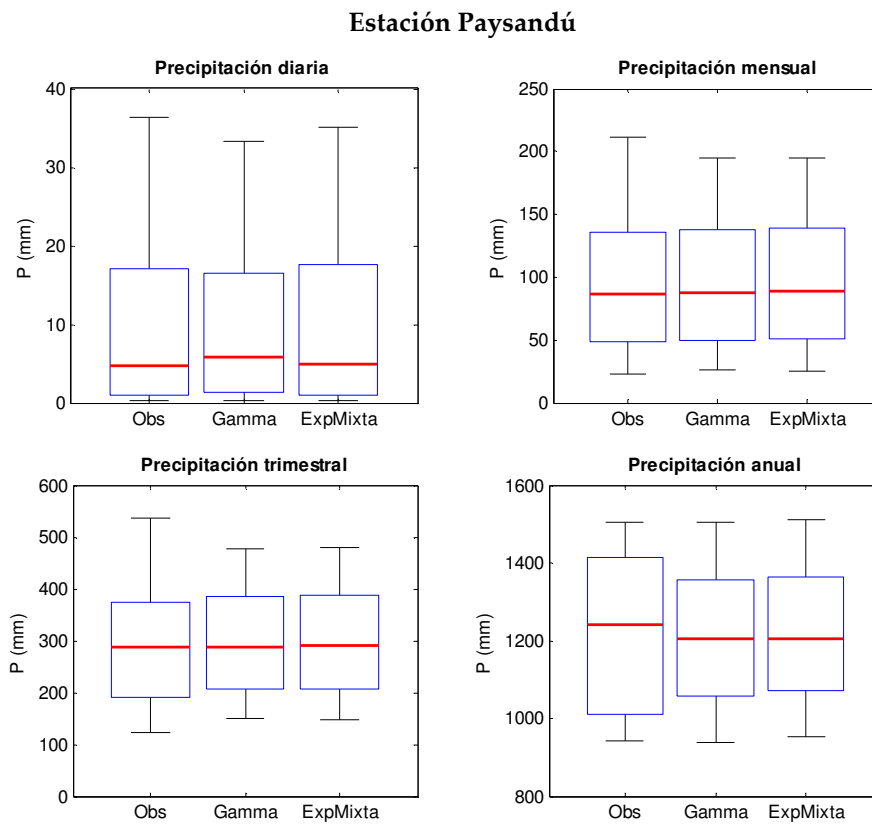 Estación Paysandú
Precipitación diaria
P (mm)
40
30
20
10
0
Obs Gamma ExpMixta
Precipitación mensual
P (mm)
250
200
150
100
50
0
Obs Gamma ExpMixta
Precipitación trimestral
P (mm)
600
500
400
300
200
100
0
Obs Gamma ExpMixta
Precipitación anual
P (mm)
1600
1400
1200
1000
800
Obs Gamma ExpMixta